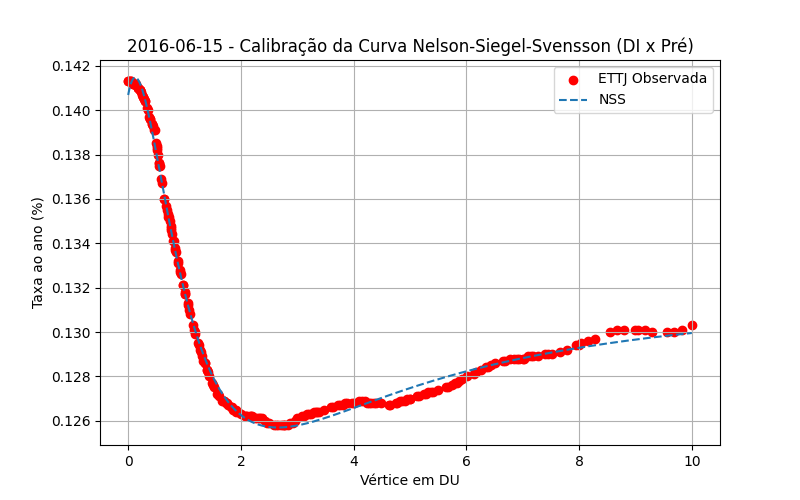 2016-06-15 - Calibração da Curva Nelson-Siegel-Svensson (DI x Pré)
0.142
0.140
0.138
0.136
0.134
0.132
0.130
0.128
0.126
Taxa ao ano (%)
ETTJ Observada
NSS
0 2 4 6 8 10
Vértice em DU